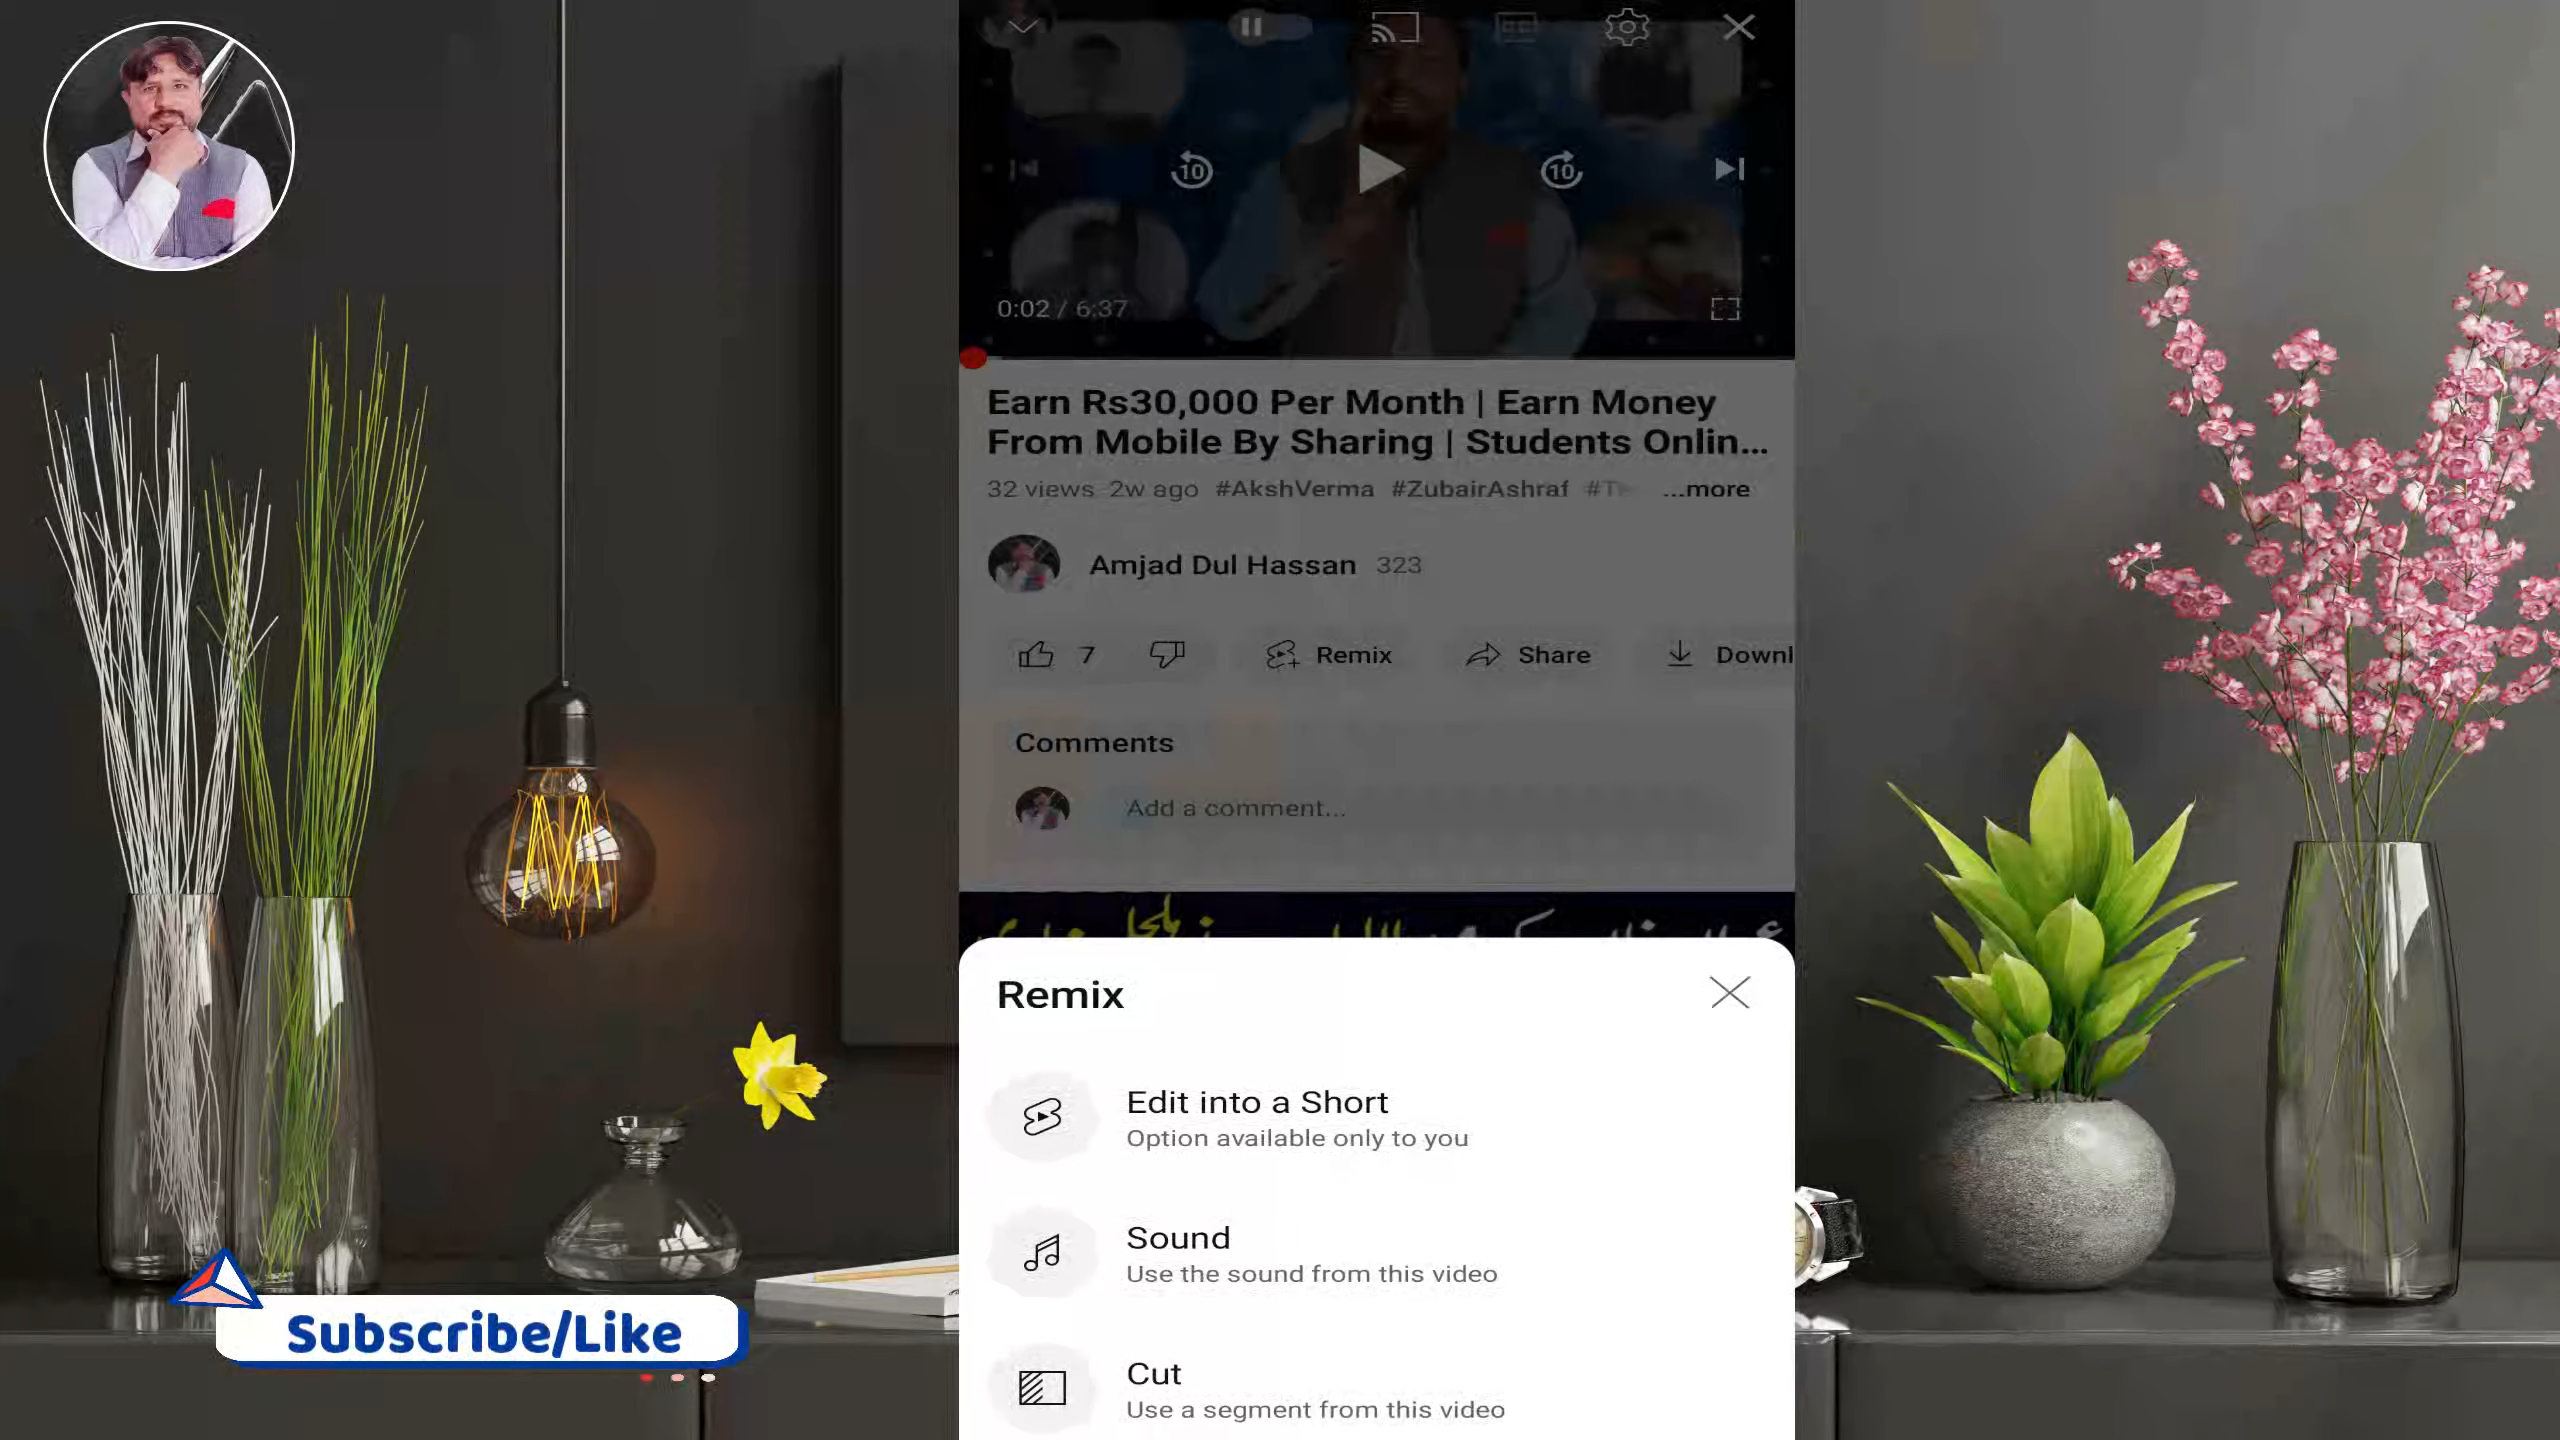 10
10
0:02 / 6:37
Earn Rs30,000 Per Month | Earn Money
From Mobile By Sharing | Students Onlin...
32 views 2w ago #AkshVerma #ZubairAshraf #T ...more
Amjad Dul Hassan 323
7 Remix Share Downl
Comments
Add a comment...
Remix
Edit into a Short
Option available only to you
Sound
Use the sound from this video
Cut
Use a segment from this video
Subscribe/Like